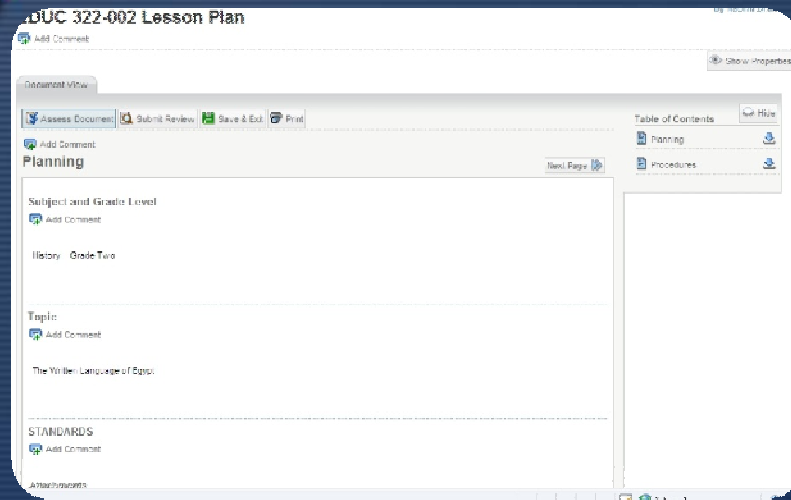 EDUC 322-002 Lesson Plan
Add Comment
Show Properties
Document View
Assess Document Submit Review Save & Exit Print
Table of Contents Hide
Add Comment
Planning
Planning
Next Page
Procedures
Subject and Grade Level
Add Comment
History Grade Two
Topic
Add Comment
The Written Language of Egypt
STANDARDS
Add Comment
Attachments